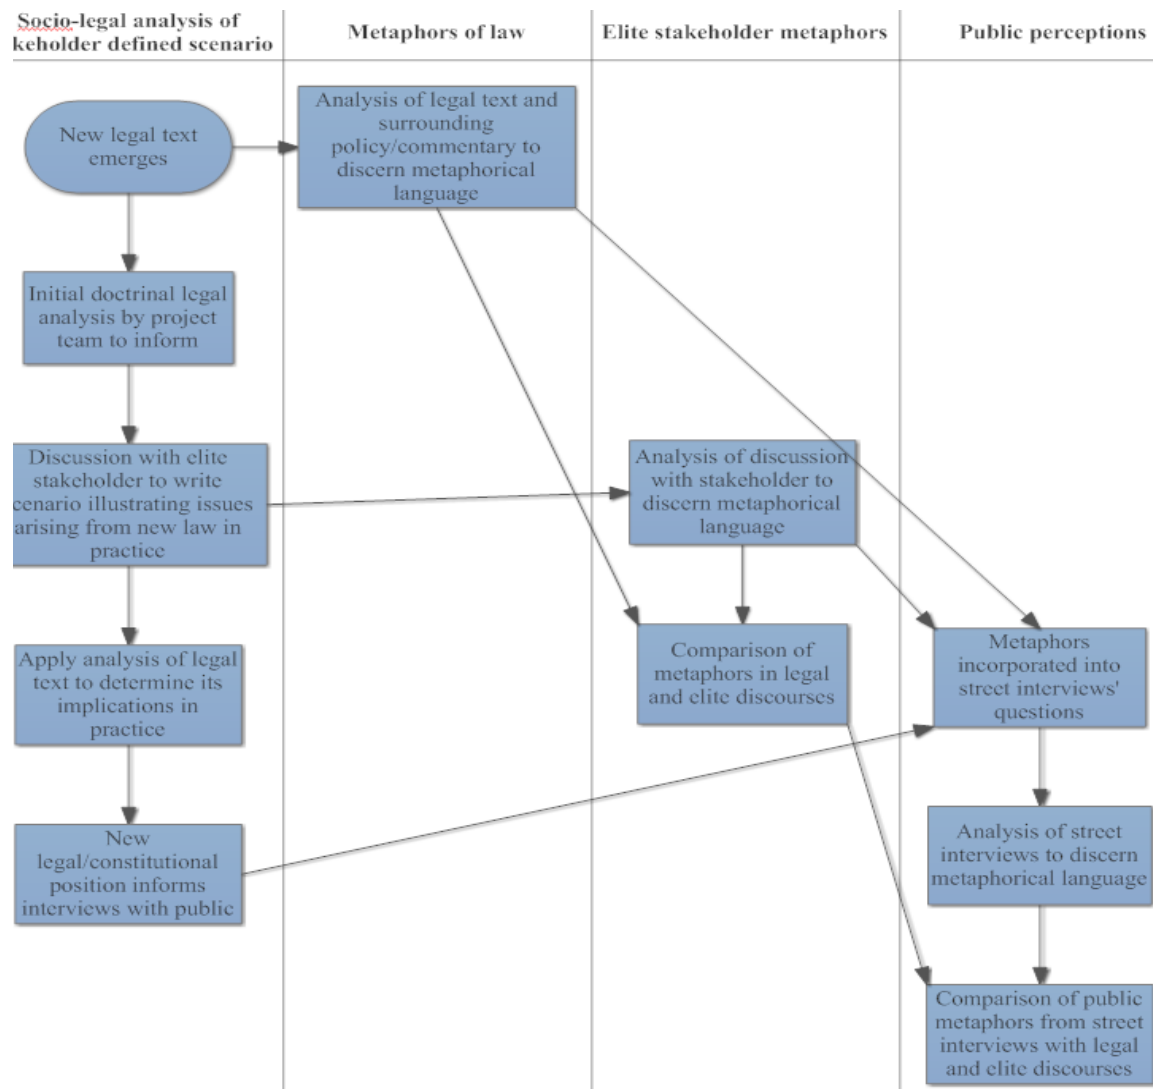 Socio-legal analysis of
keholder defined scenario
Metaphors of law
Elite stakeholder metaphors
Public perceptions
New legal text
emerges
Analysis of legal text and
surrounding
policy/commentary to
discern metaphorical
language
Initial doctrinal legal
analysis by project
team to inform
Discussion with elite
stakeholder to write
cenario illustrating issues
arising from new law in
practice
Analysis of discussion
with stakeholder to
discern metaphorical
language
Apply analysis of legal
text to determine its
implications in
practice
Comparison of
metaphors in legal
and elite discourses
Metaphors
incorporated into
street interviews'
questions
New
legal/constitutional
position informs
interviews with public
Analysis of street
interviews to discern
metaphorical language
Comparison of public
metaphors from street
interviews with legal
and elite discourses